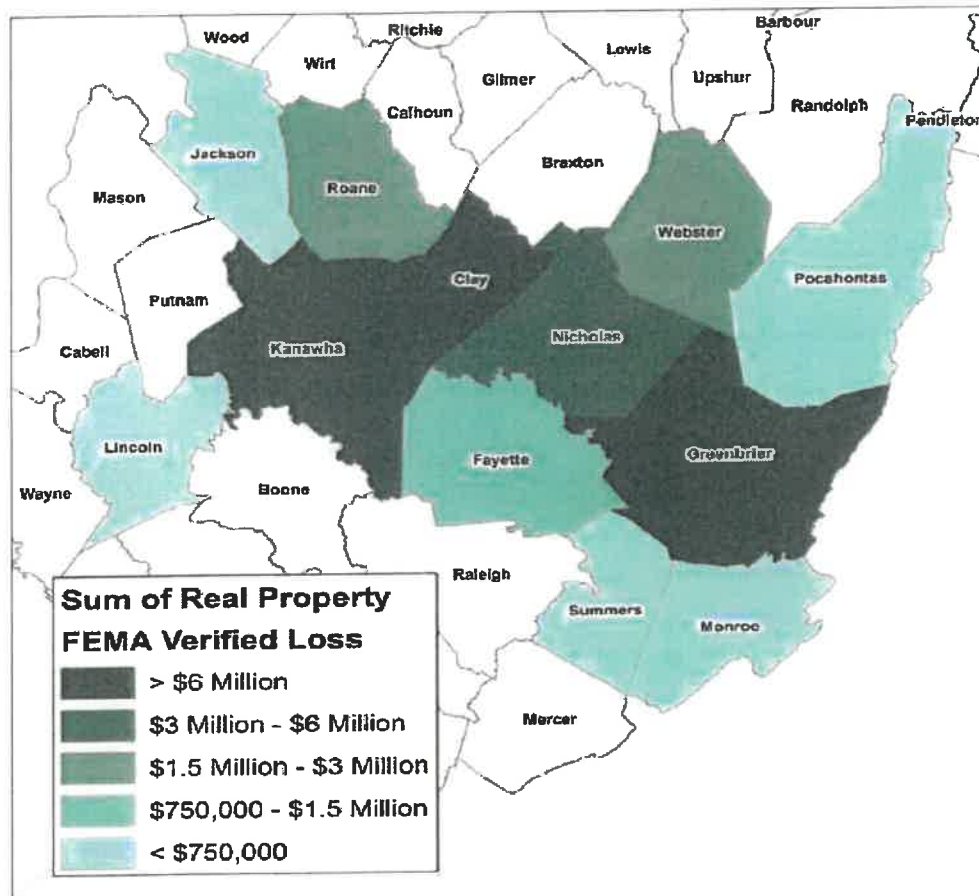 Barbour
Ritchie
Wood
Lewis
Wirt
Gilmer
Upshur
Calhoun
Randolph
Pendleton
Jackson
Braxton
Roane
Mason
Webster
Clay
Pocahontas
Putnam
Nicholas
Kanawha
Cabell
Lincoln
Fayette
Greenbrier
Wayne
Boone
Raleigh
Summers
Monroe
Mercer
Sum of Real Property
FEMA Verified Loss
> $6 Million
$3 Million - $6 Million
$1.5 Million - $3 Million
$750,000 - $1.5 Million
< $750,000